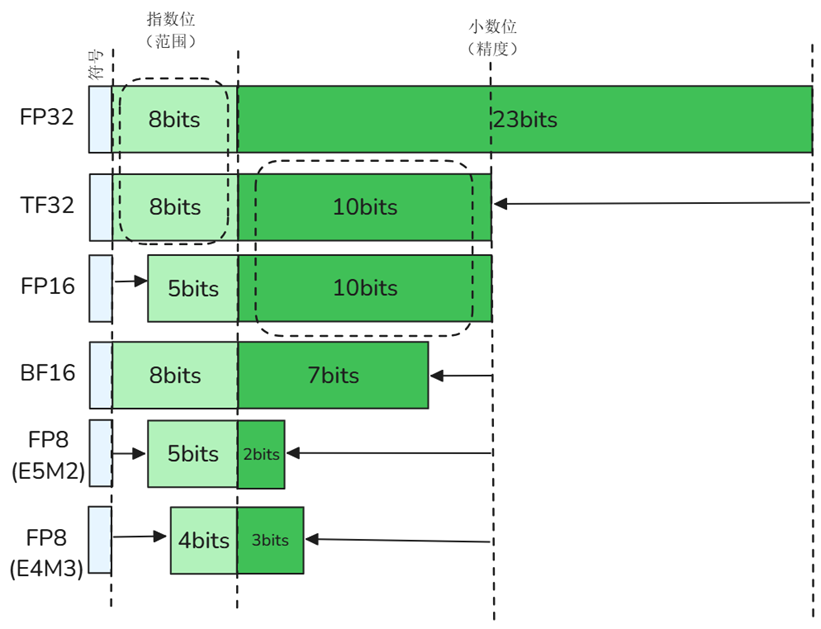 指数位
（范围）
小数位
（精度）
符号
FP32
8bits
23bits
TF32
8bits
10bits
FP16
5bits
10bits
BF16
8bits
7bits
FP8
(E5M2)
5bits
2bits
FP8
(E4M3)
4bits
3bits